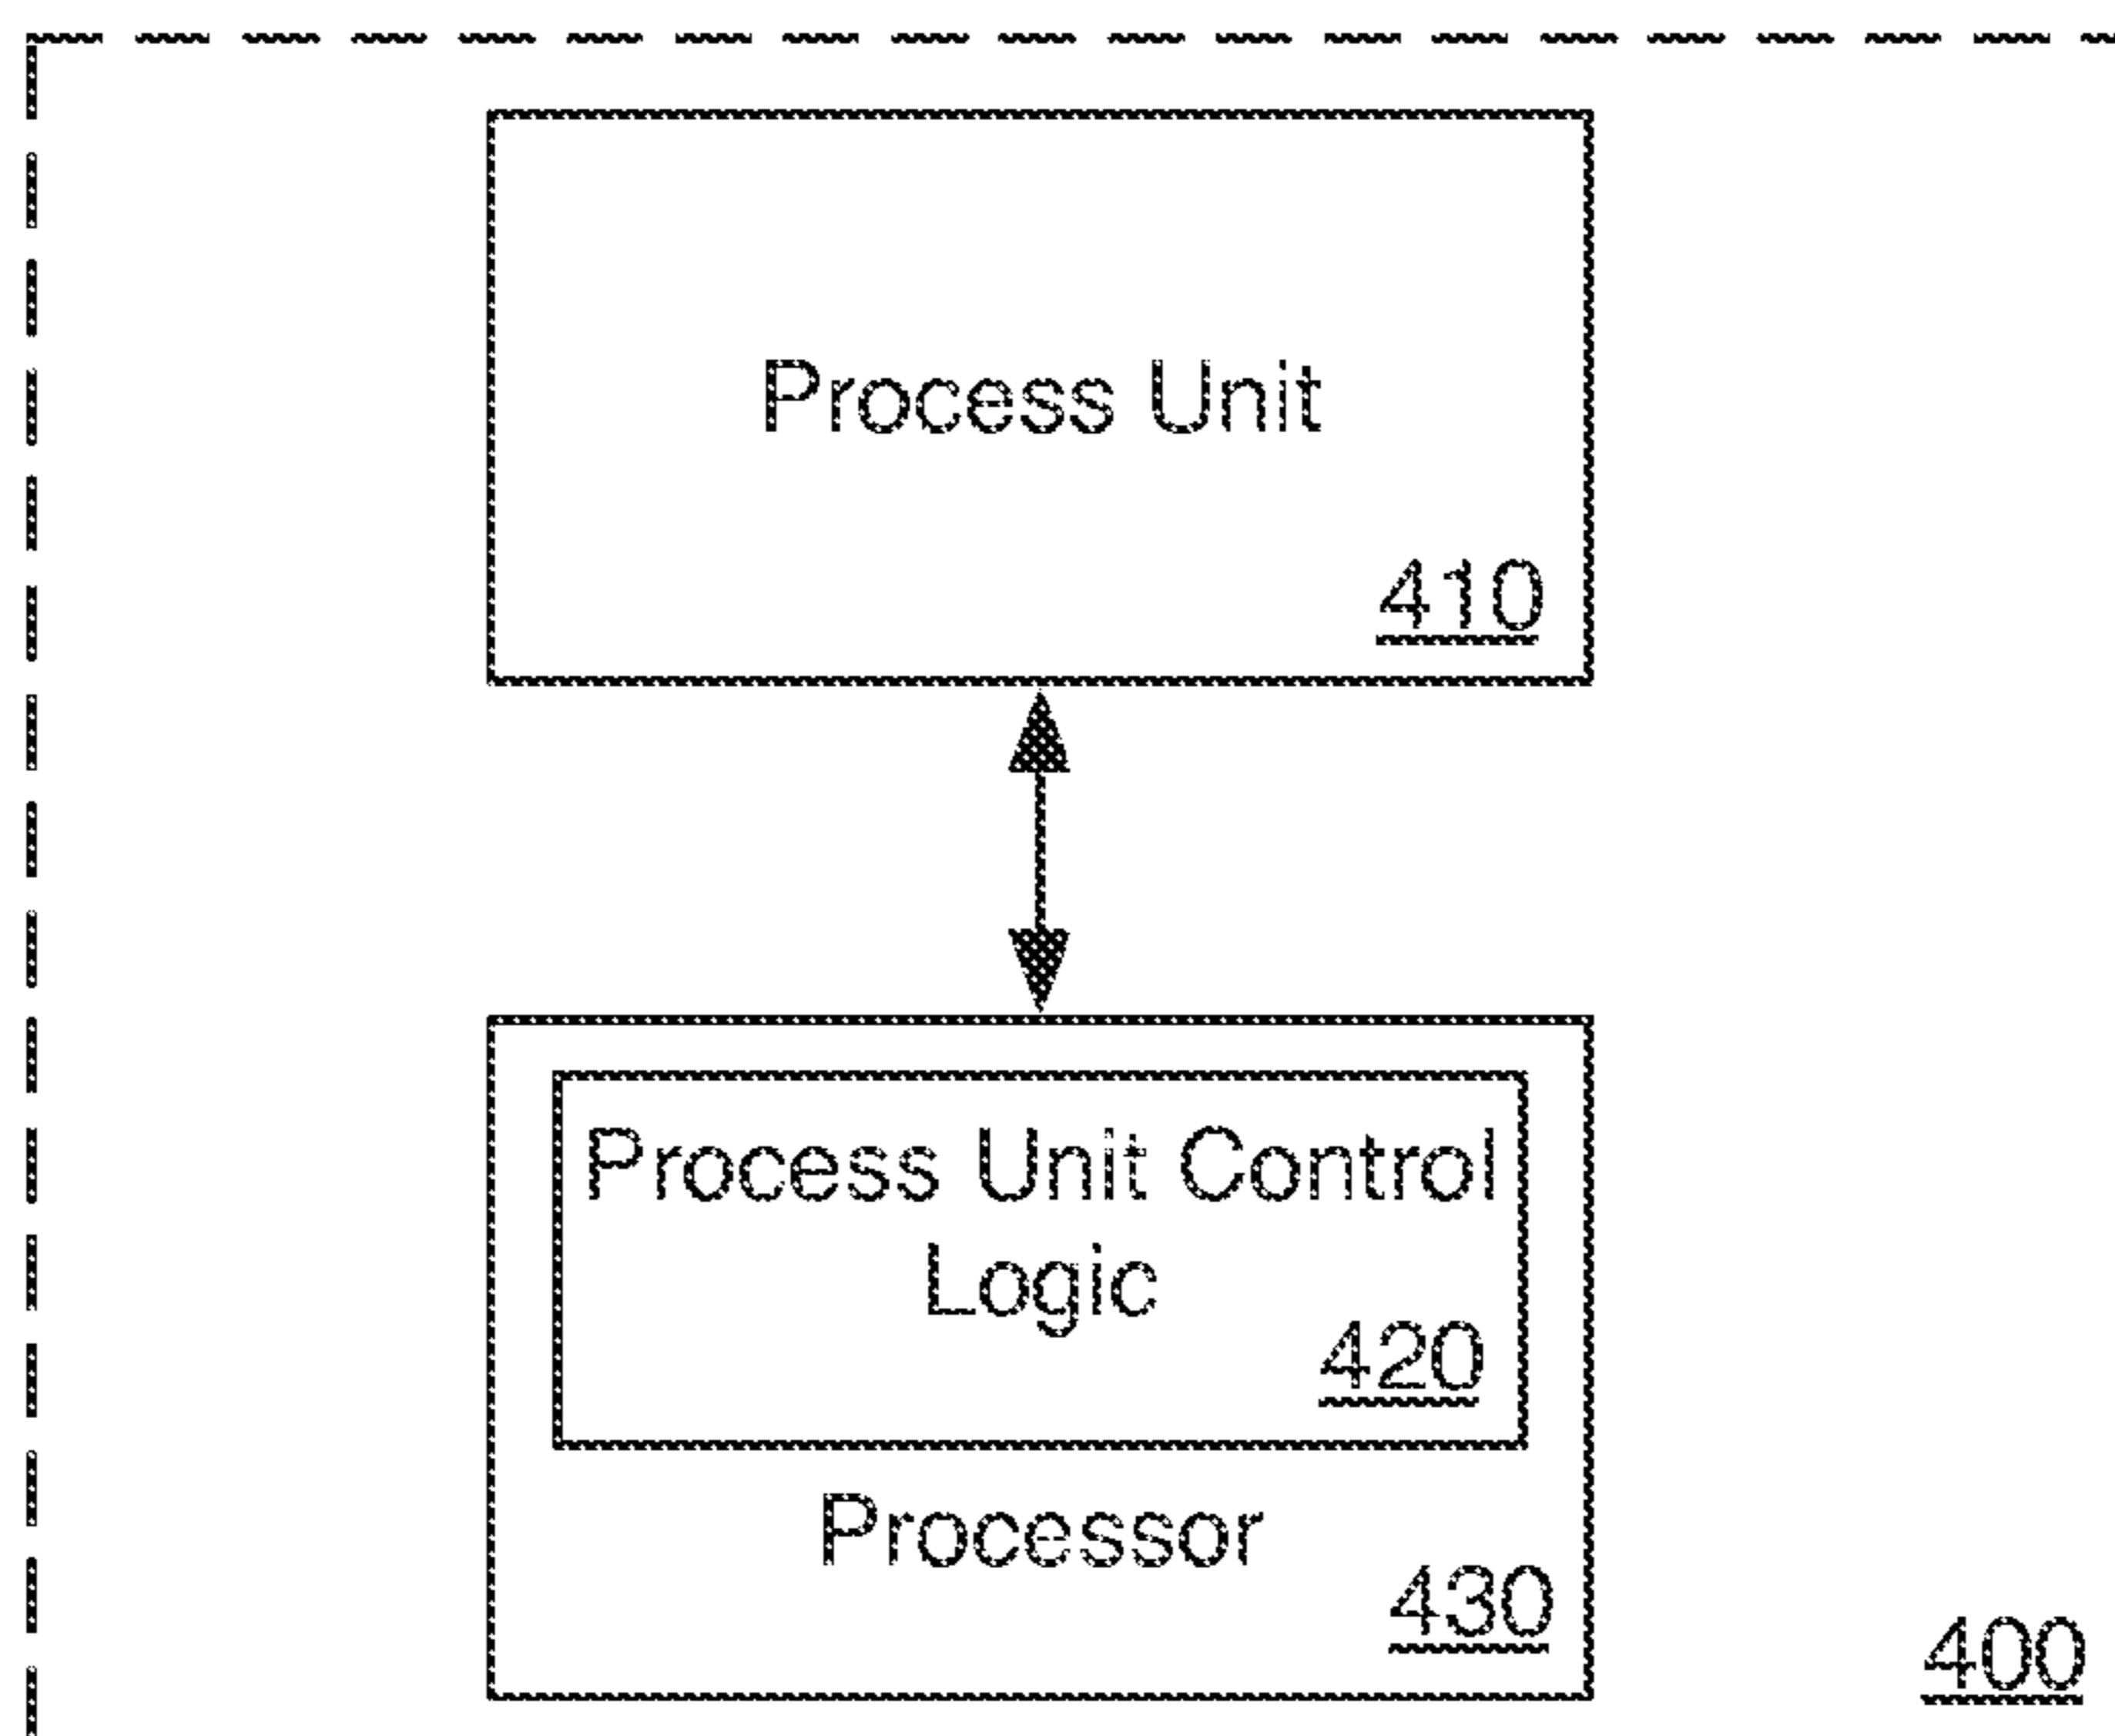 Process Unit
410
Process Unit Control
Logic
420
Processor
430
400